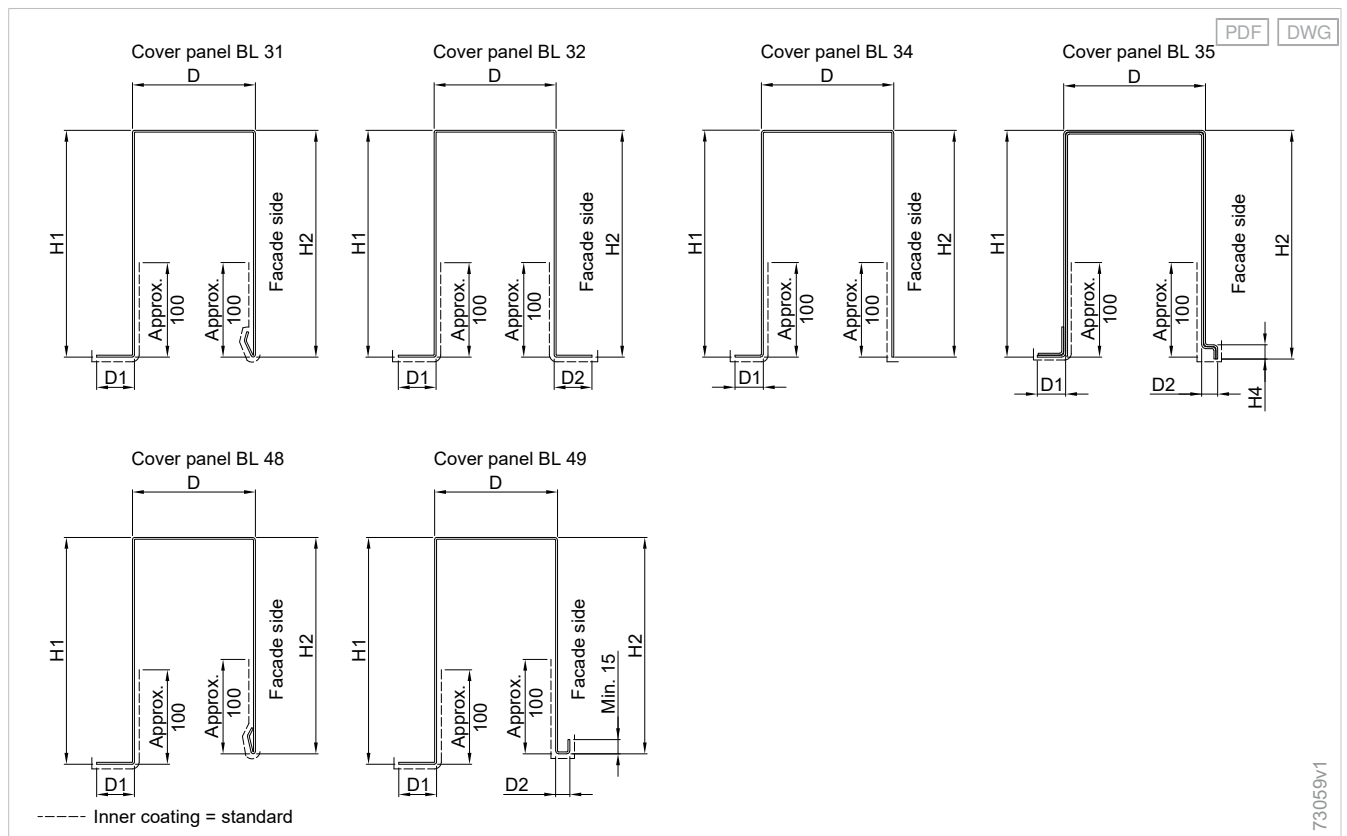 PDF DWG
Cover panel BL 31
D
H1
Approx.
100
Approx.
100
Facade side
H2
D1
Cover panel BL 32
D
H1
Approx.
100
Approx.
100
Facade side
H2
D1
D2
Cover panel BL 34
D
H1
Approx.
100
Approx.
100
Facade side
H2
D1
Cover panel BL 35
D
H1
Approx.
100
Approx.
100
Facade side
H2
D1
D2
H4
Cover panel BL 48
D
H1
Approx.
100
Approx.
100
Facade side
H2
D1
Cover panel BL 49
D
H1
Approx.
100
Approx.
100
Facade side
Min. 15
H2
D1
D2
Inner coating = standard
73059v1